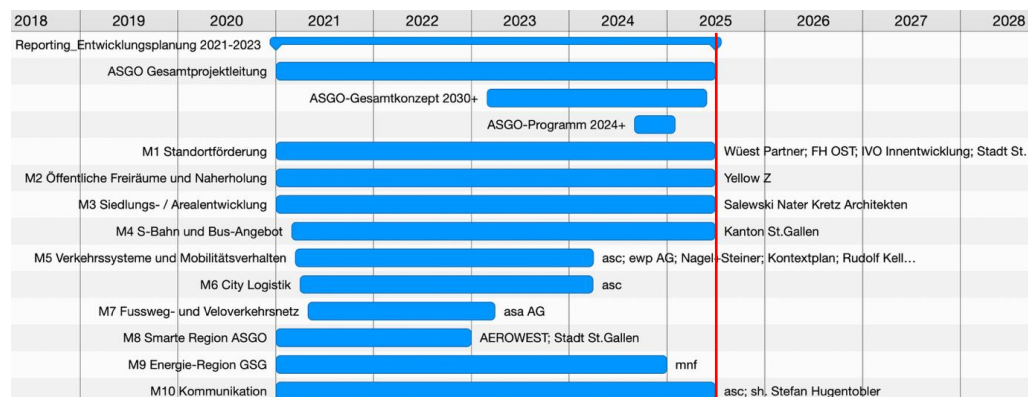 2018 2019 2020 2021 2022 2023 2024 2025 2026 2027 2028
Reporting_Entwicklungsplanung 2021-2023
ASGO Gesamtprojektleitung
ASGO-Gesamtkonzept 2030+
ASGO-Programm 2024+
M1 Standortförderung Wüest Partner; FH OST; IVO Innentwicklung; Stadt St.
M2 Öffentliche Freiräume und Naherholung Yellow Z
M3 Siedlungs- / Arealentwicklung Salewski Nater Kretz Architekten
M4 S-Bahn und Bus-Angebot Kanton St.Gallen
M5 Verkehrssysteme und Mobilitätsverhalten asc; ewp AG; Nagel+Steiner; Kontextplan; Rudolf Kell…
M6 City Logistik asc
M7 Fussweg- und Veloverkehrsnetz asa AG
M8 Smarte Region ASGO AEROWEST; Stadt St.Gallen
M9 Energie-Region GSG mnf
M10 Kommunikation asc; sh. Stefan Hugentobler